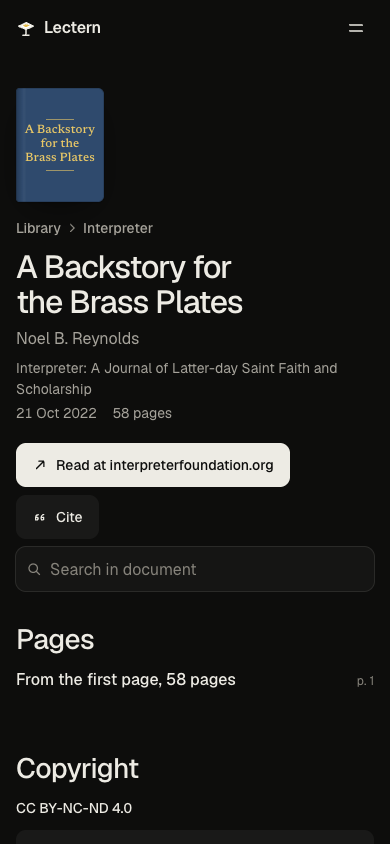 Lectern
A Backstory
for the
Brass Plates
Library > Interpreter
A Backstory for
the Brass Plates
Noel B. Reynolds
Interpreter: A Journal of Latter-day Saint Faith and
Scholarship
21 Oct 2022 58 pages
Read at interpreterfoundation.org
Cite
Search in document
Pages
From the first page, 58 pages p. 1
Copyright
CC BY-NC-ND 4.0